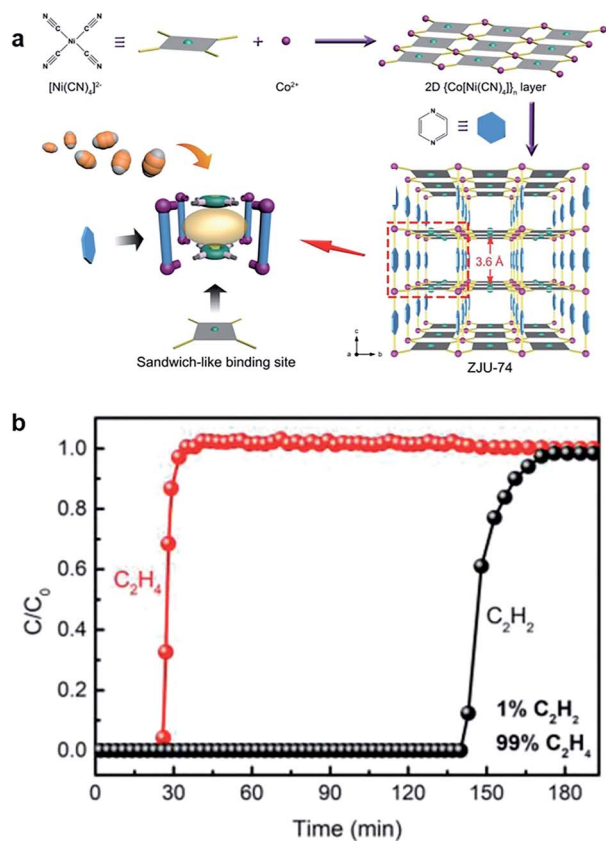 a
N N
C C
Ni
C C
N N
≡
+
[Ni(CN)4]2-
Co2+
2D {Co[Ni(CN)4]}n layer
N
N
≡
3.6 Å
c
a b
Sandwich-like binding site
ZJU-74
b
C/C0
1.0
0.8
0.6
0.4
0.2
0.0
C2H4
C2H2
1% C2H2
99% C2H4
0 30 60 90 120 150 180
Time (min)